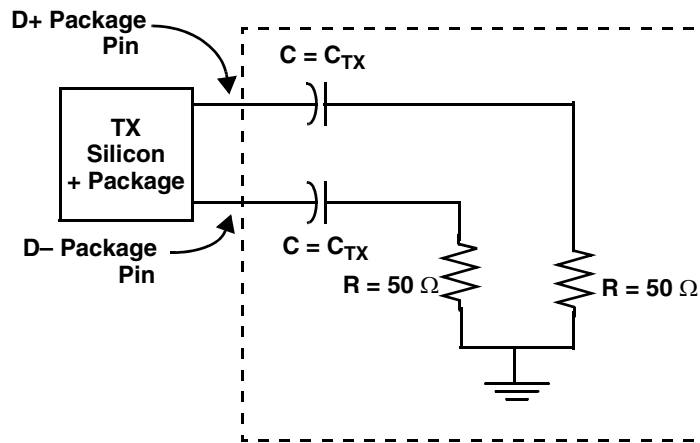 D+ Package
Pin
C = CTX
TX
Silicon
+ Package
D– Package
Pin
C = CTX
R = 50 Ω
R = 50 Ω